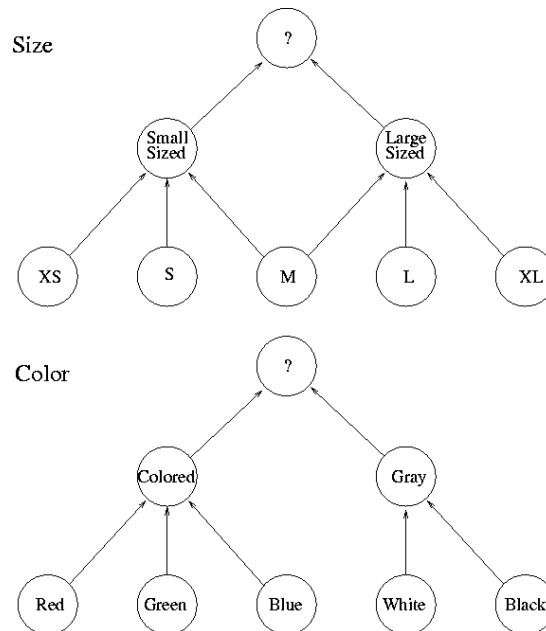 ?
Size
Small
Sized
Large
Sized
XS
S
M
L
XL
?
Color
Colored
Gray
Red
Green
Blue
White
Black